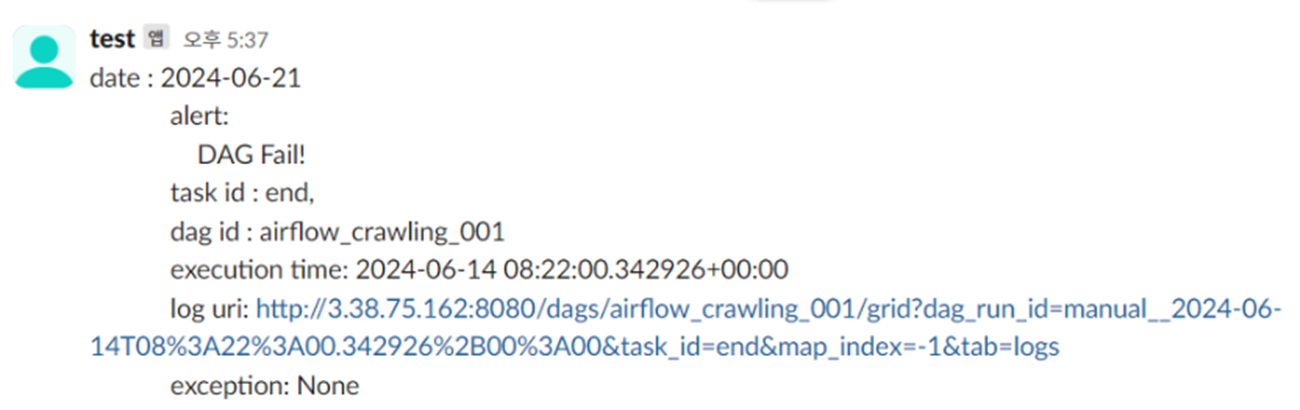 test 앱 오후 5:37
date : 2024-06-21
alert:
DAG Fail!
task id : end,
dag id : airflow_crawling_001
execution time: 2024-06-14 08:22:00.342926+00:00
log uri: http://3.38.75.162:8080/dags/airflow_crawling_001/grid?dag_run_id=manual__2024-06-
14T08%3A22%3A00.342926%2B00%3A00&task_id=end&map_index=-1&tab=logs
exception: None